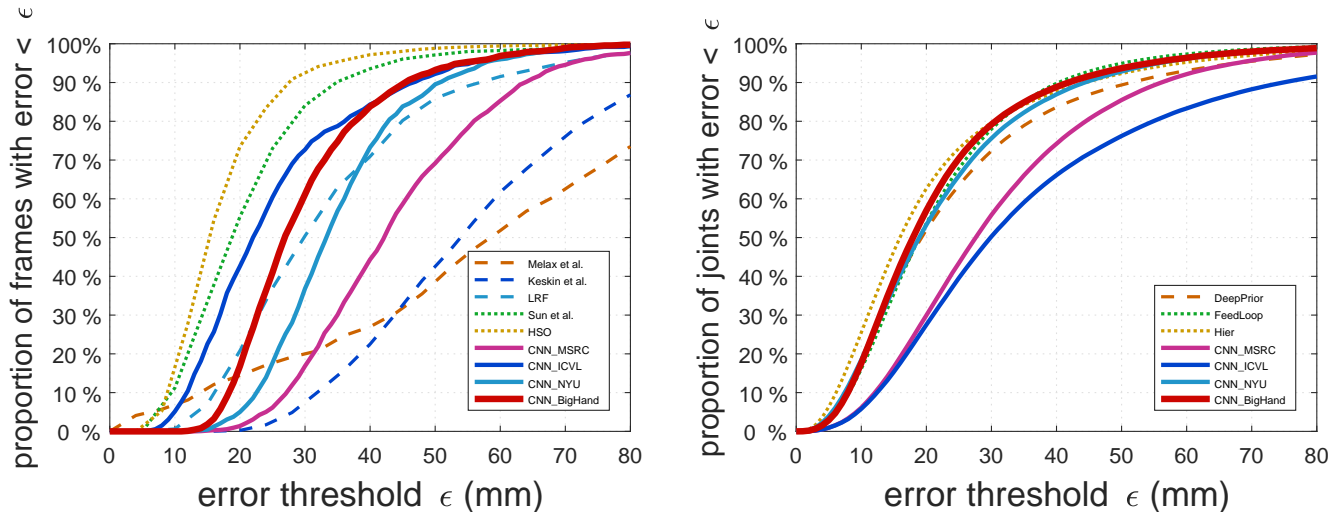 proportion of frames with error < ϵ
100%
90 %
80 %
70 %
60 %
50 %
40 %
30 %
20 %
10 %
0 %
0 10 20 30 40 50 60 70 80
error threshold ϵ (mm)
Melax et al.
Keskin et al.
LRF
Sun et al.
HSO
CNN_MSRC
CNN_ICVL
CNN_NYU
CNN_BigHand
proportion of joints with error < ϵ
100%
90 %
80 %
70 %
60 %
50 %
40 %
30 %
20 %
10 %
0 %
0 10 20 30 40 50 60 70 80
error threshold ϵ (mm)
DeepPrior
FeedLoop
Hier
CNN_MSRC
CNN_ICVL
CNN_NYU
CNN_BigHand